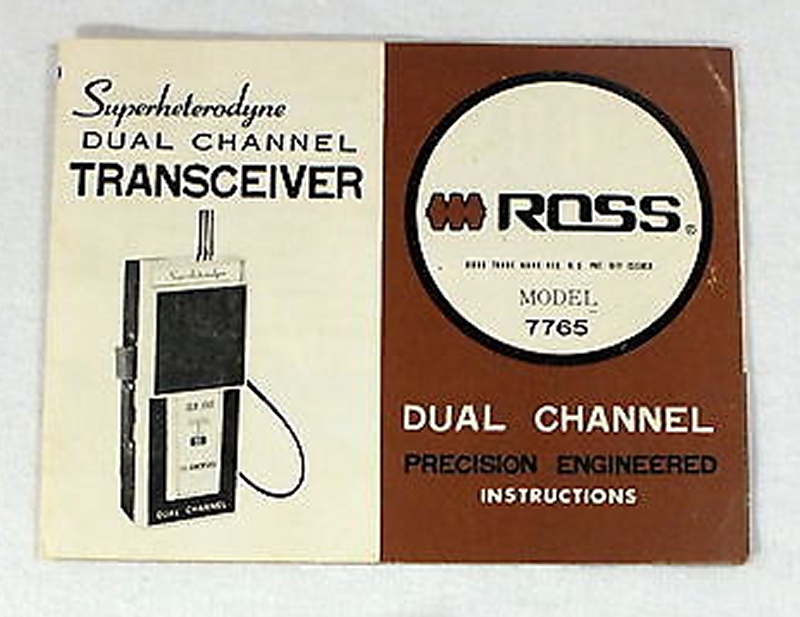 Superheterodyne
DUAL CHANNEL
TRANSCEIVER
Superheterodyne
DUAL CHANNEL
ROSS®
MODEL
7765
DUAL CHANNEL
PRECISION ENGINEERED
INSTRUCTIONS